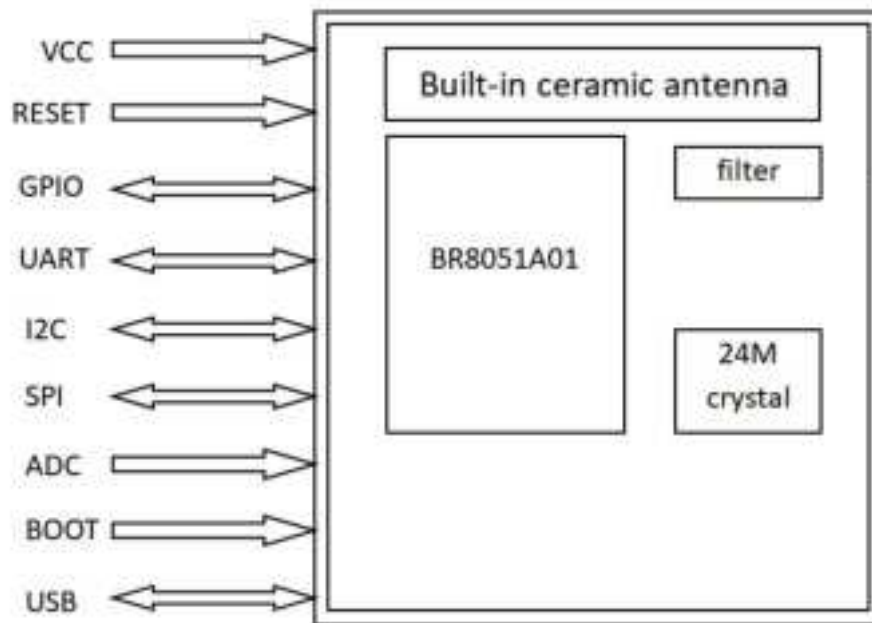 VCC
RESET
GPIO
UART
I2C
SPI
ADC
BOOT
USB
Built-in ceramic antenna
BR8051A01
filter
24M
crystal